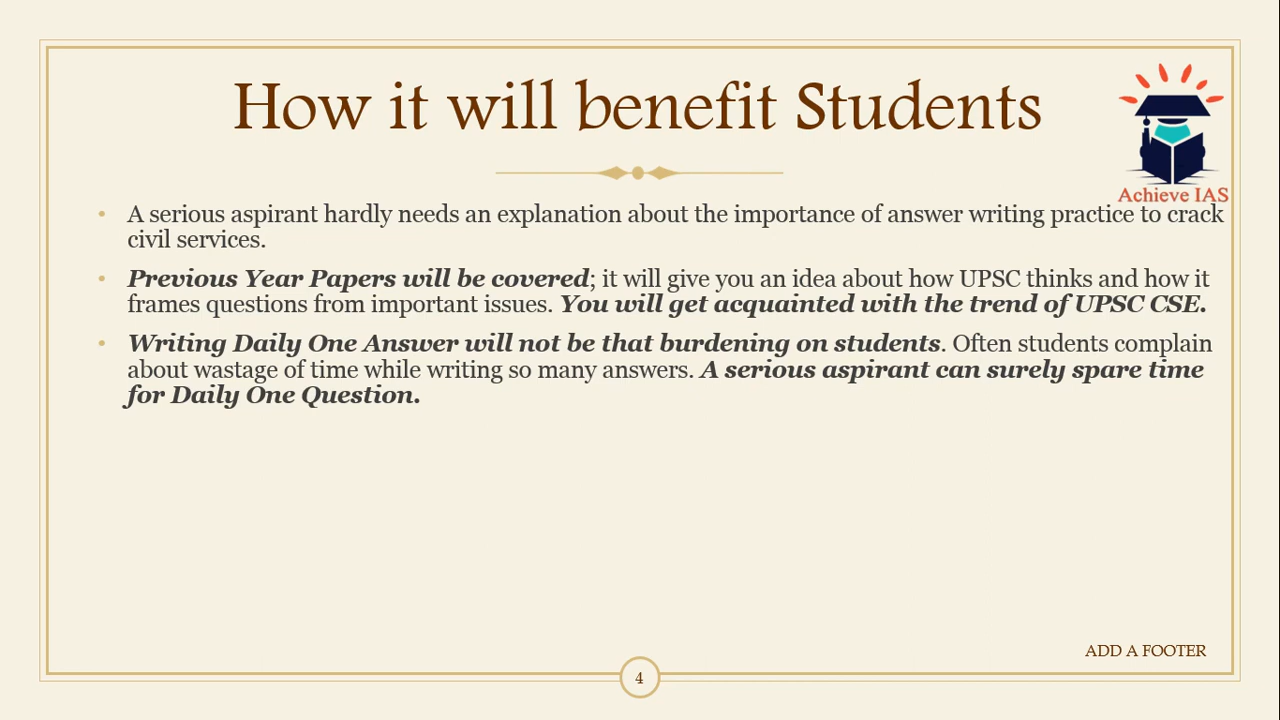 How it will benefit Students
Achieve IAS
• A serious aspirant hardly needs an explanation about the importance of answer writing practice to crack
civil services.
• Previous Year Papers will be covered; it will give you an idea about how UPSC thinks and how it
frames questions from important issues. You will get acquainted with the trend of UPSC CSE.
• Writing Daily One Answer will not be that burdening on students. Often students complain
about wastage of time while writing so many answers. A serious aspirant can surely spare time
for Daily One Question.
ADD A FOOTER
4